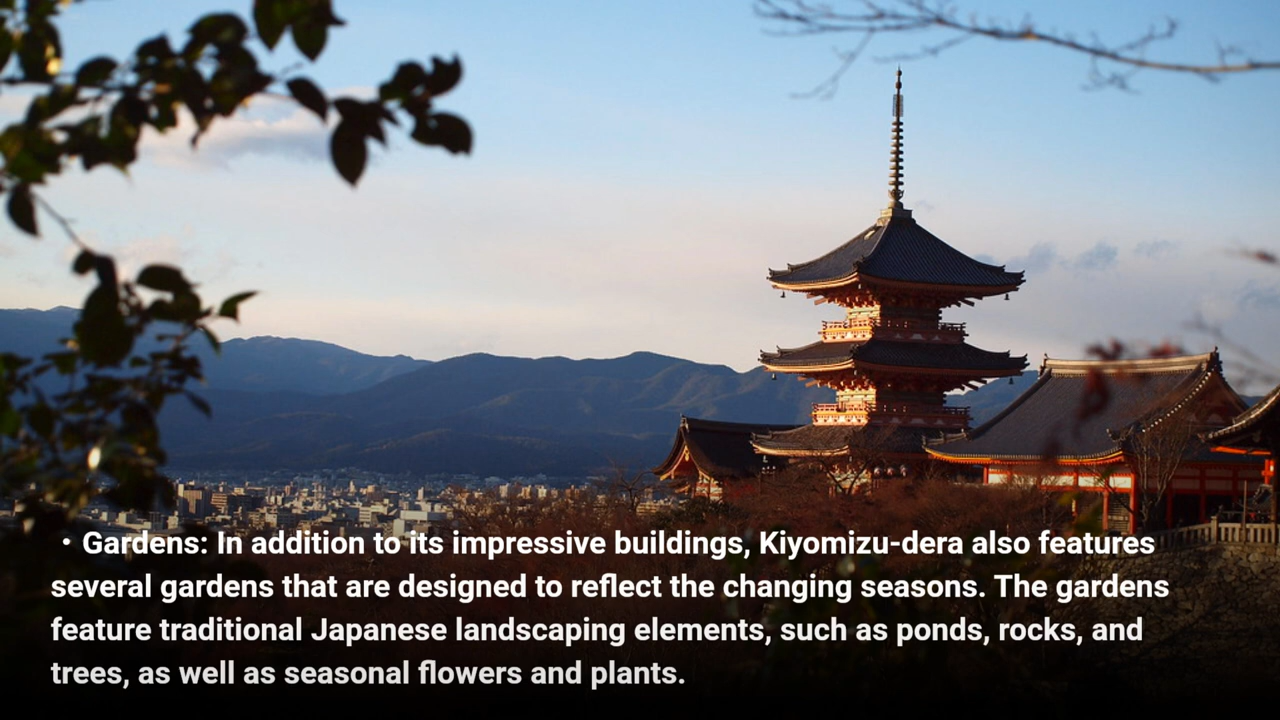 • Gardens: In addition to its impressive buildings, Kiyomizu-dera also features
several gardens that are designed to reflect the changing seasons. The gardens
feature traditional Japanese landscaping elements, such as ponds, rocks, and
trees, as well as seasonal flowers and plants.